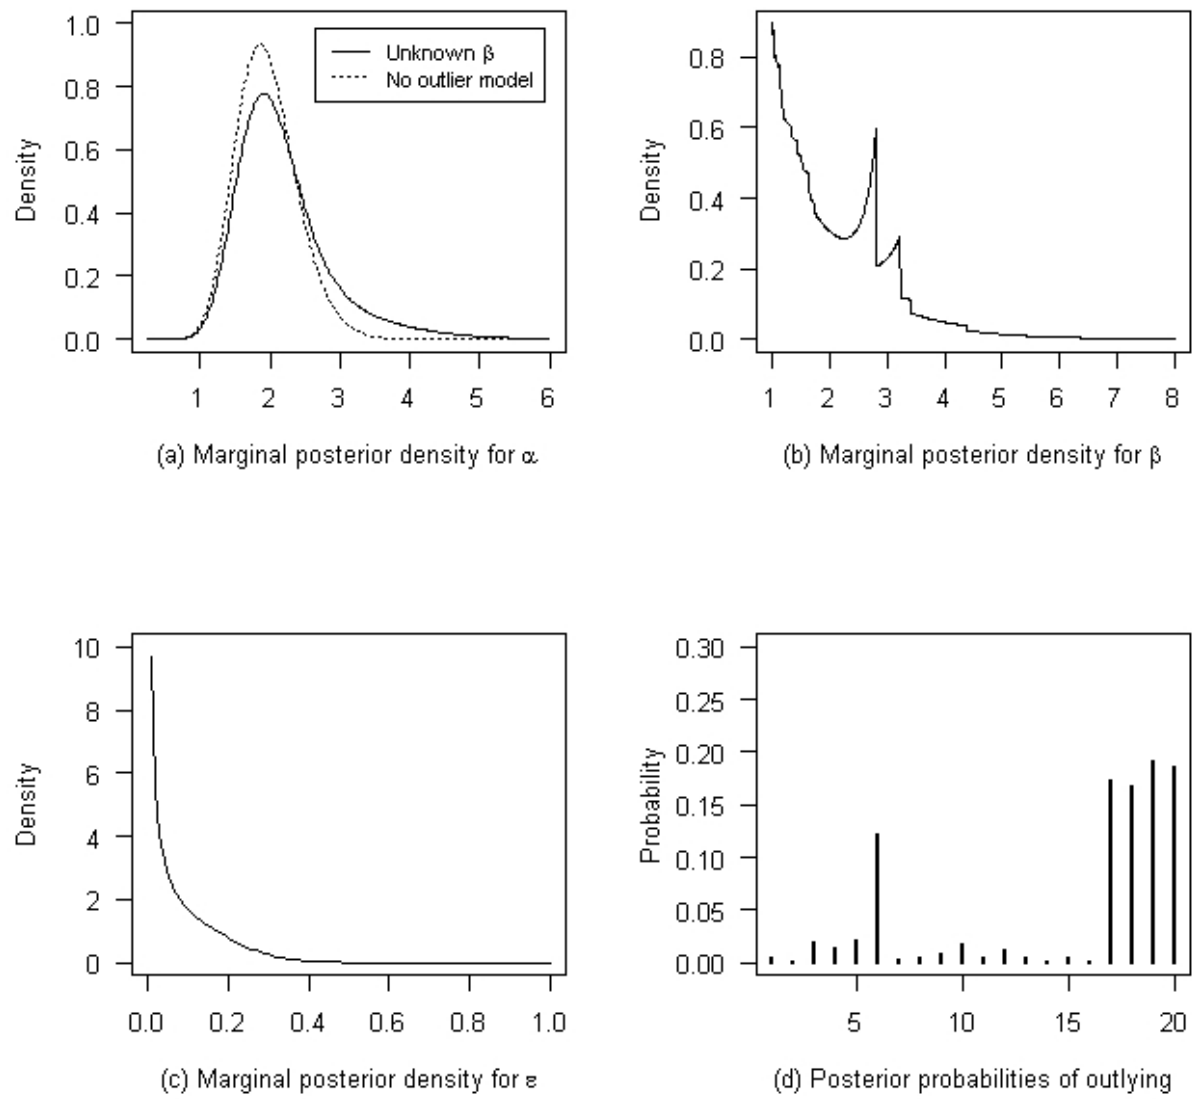 1.0
0.8
0.6
0.4
0.2
0.0
Density
Unknown β
No outlier model
1 2 3 4 5 6
(a) Marginal posterior density for α
0.8
0.6
0.4
0.2
0.0
Density
1 2 3 4 5 6 7 8
(b) Marginal posterior density for β
10
8
6
4
2
0
Density
0.0 0.2 0.4 0.6 0.8 1.0
(c) Marginal posterior density for ε
0.30
0.25
0.20
0.15
0.10
0.05
0.00
Probability
5 10 15 20
(d) Posterior probabilities of outlying